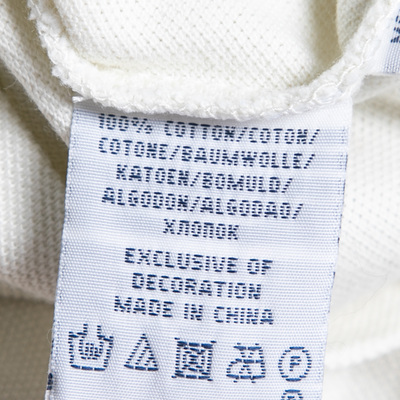 100% COTTON/COTON/
COTONE/BAUMWOLLE/
KATOEN/BOMULD/
ALGODON/ALGODAO/
ХЛОПОК
EXCLUSIVE OF
DECORATION
MADE IN CHINA
P